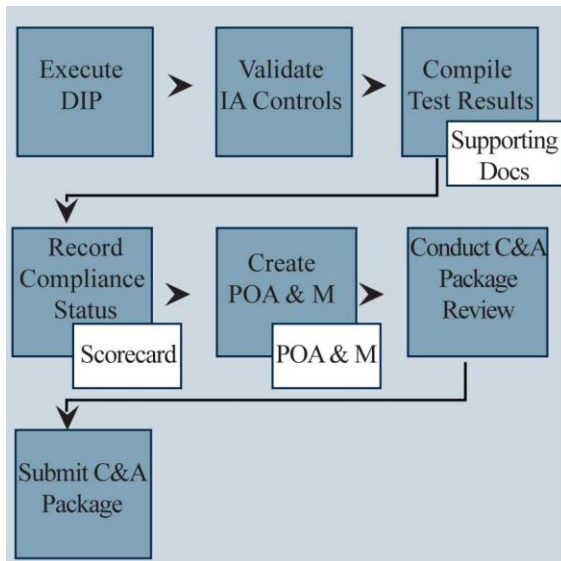 Execute
DIP
Validate
IA Controls
Compile
Test Results
Supporting
Docs
Record
Compliance
Status
Scorecard
Create
POA & M
POA & M
Conduct C&A
Package
Review
Submit C&A
Package